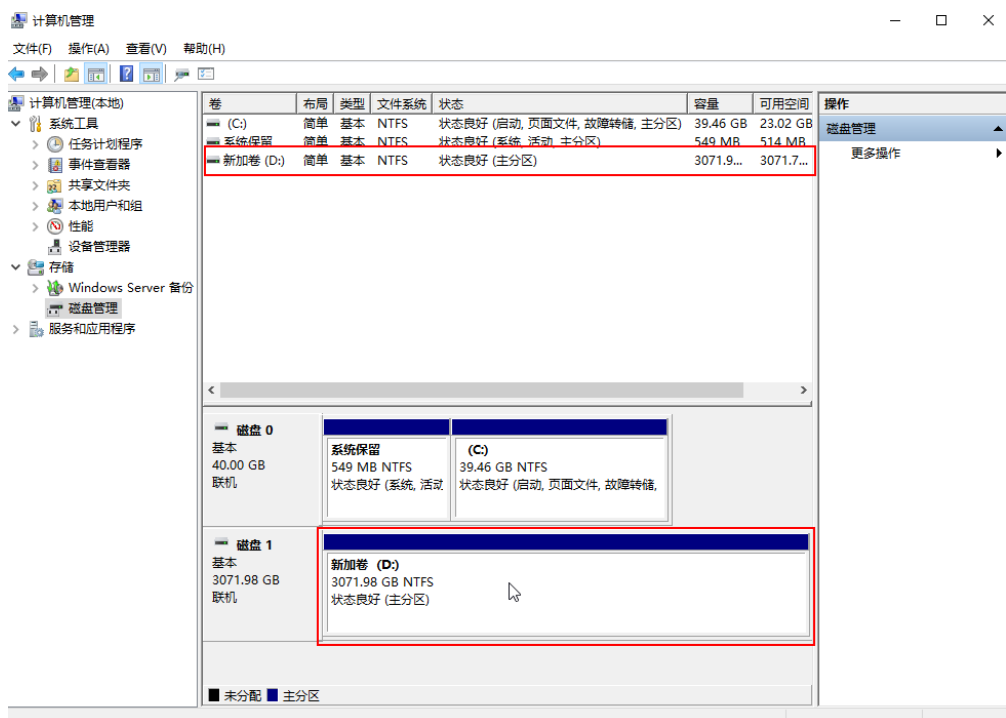 计算机管理
文件(F) 操作(A) 查看(V) 帮助(H)
计算机管理(本地)
系统工具
任务计划程序
事件查看器
共享文件夹
本地用户和组
性能
设备管理器
存储
Windows Server 备份
磁盘管理
服务和应用程序
卷 布局 类型 文件系统 状态 容量 可用空间
(C:) 简单 基本 NTFS 状态良好 (启动, 页面文件, 故障转储, 主分区) 39.46 GB 23.02 GB
系统保留 简单 基本 NTFS 状态良好 (系统, 活动, 主分区) 549 MB 514 MB
新加卷 (D:) 简单 基本 NTFS 状态良好 (主分区) 3071.9... 3071.7...
操作
磁盘管理
更多操作
磁盘 0
基本
40.00 GB
联机
系统保留
549 MB NTFS
状态良好 (系统, 活动
(C:)
39.46 GB NTFS
状态良好 (启动, 页面文件, 故障转储,
磁盘 1
基本
3071.98 GB
联机
新加卷 (D:)
3071.98 GB NTFS
状态良好 (主分区)
未分配 主分区